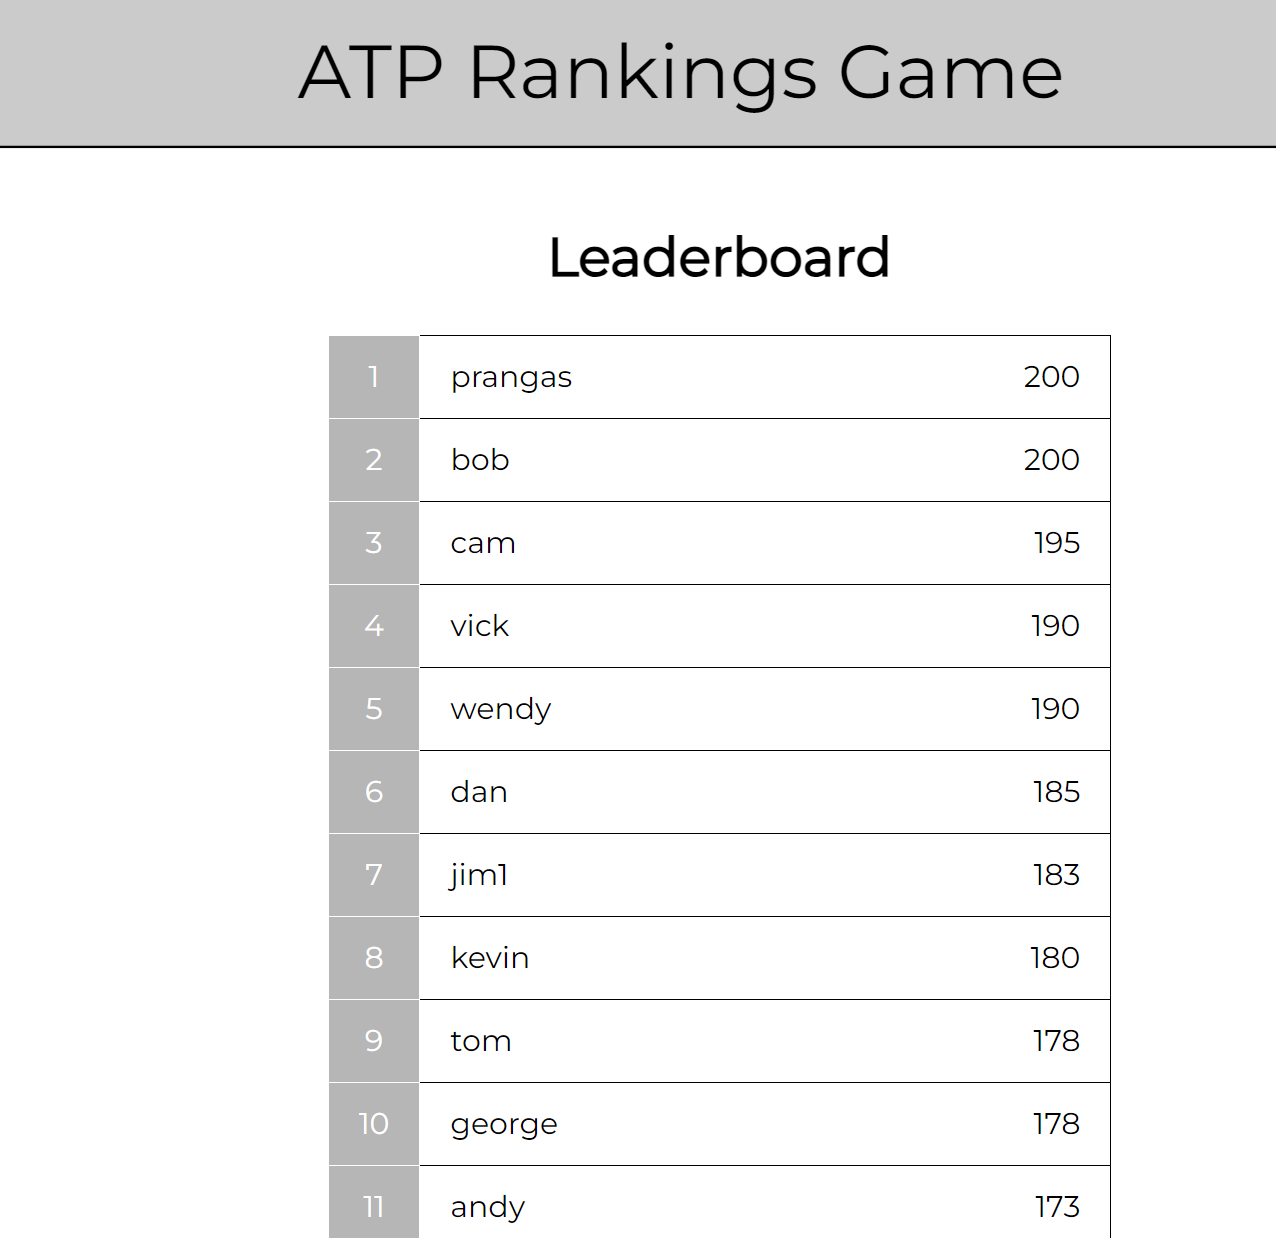 ATP Rankings Game
Leaderboard
1 prangas 200
2 bob 200
3 cam 195
4 vick 190
5 wendy 190
6 dan 185
7 jim1 183
8 kevin 180
9 tom 178
10 george 178
11 andy 173